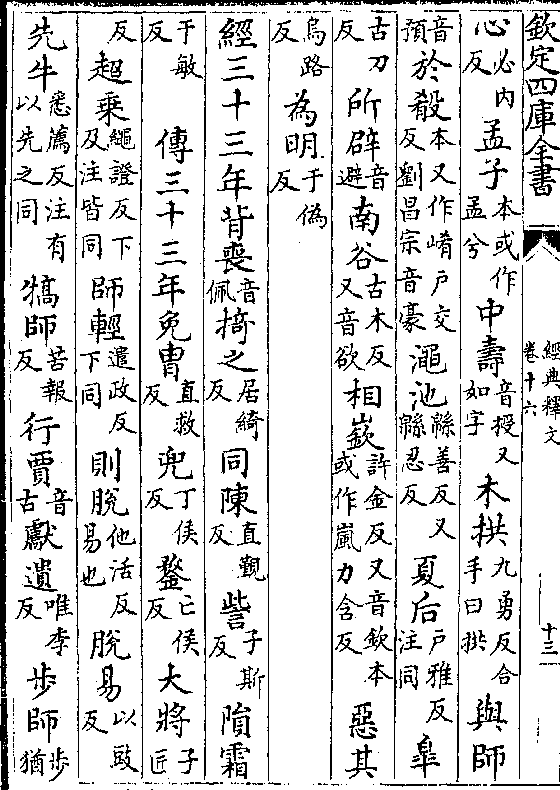 欽定四庫全書
經典釋文
卷十六
十三
心必内反孟子本或作孟兮中壽音授又如字木拱九勇反合手曰拱與師
音預於殽本又作崤户交反劉昌宗音豪澠池緜善反又緜忍反夏后户雅反注同皐
古刀反所辟音避南谷古木反又音欲相嶔許金反又音欽本或作嵐力含反惡其
烏路反為明于偽反
經三十三年背喪音佩掎之居綺反同陳直覲反訾子斯反隕霜
于敏反傳三十三年免冑直救反兜丁侯反鍪亡侯反大將子匠
反超乘繩證反下及注皆同師輕遣政反下同則脱他活反易也脱易以豉反
先牛悉薦反注有以先之同犒師苦報反行賈音古獻遺唯季反步師步猶